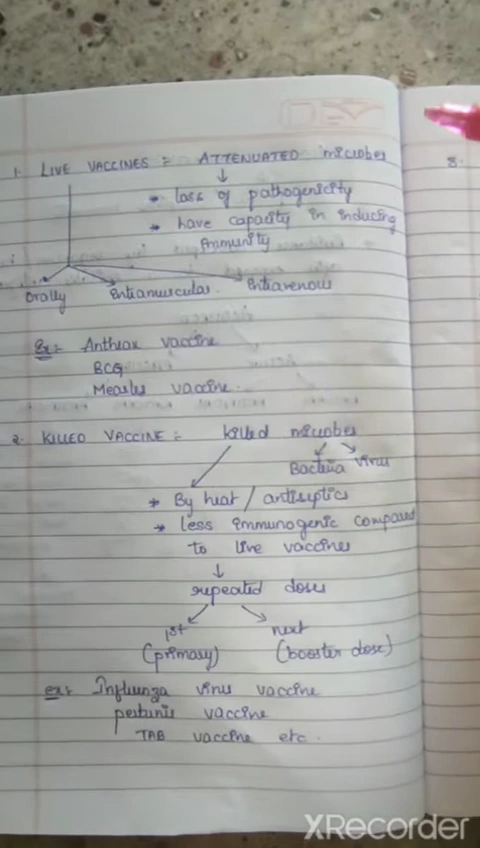 1. LIVE VACCINES : ATTENUATED microbes
↓
* loss of pathogenicity
* have capacity in inducing
Immunity
Orally Intramuscular. Intravenous
Ex:- Anthrax vaccine
BCG
Measles vaccine.
2. KILLED VACCINE : killed microbes
Bacteria virus
* By heat / antiseptics
* less immunogenic compared
to live vaccines
↓
repeated doses
1st next
(primary) (booster dose)
ex:- Influenza virus vaccine
pertusis vaccine
TAB vaccine etc.
3.
XRecorder